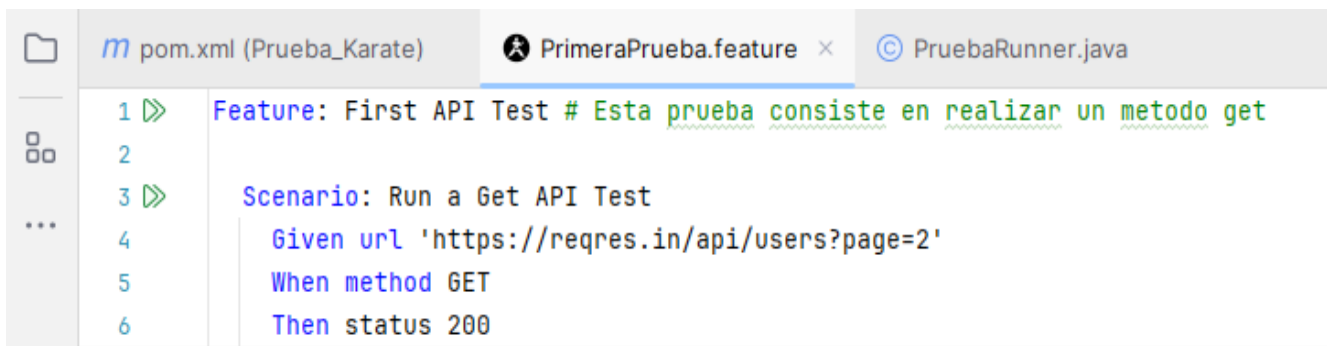 m pom.xml (Prueba_Karate) PrimeraPrueba.feature × © PruebaRunner.java
1 Feature: First API Test # Esta prueba consiste en realizar un metodo get
2
3 Scenario: Run a Get API Test
4 Given url 'https://reqres.in/api/users?page=2'
5 When method GET
6 Then status 200